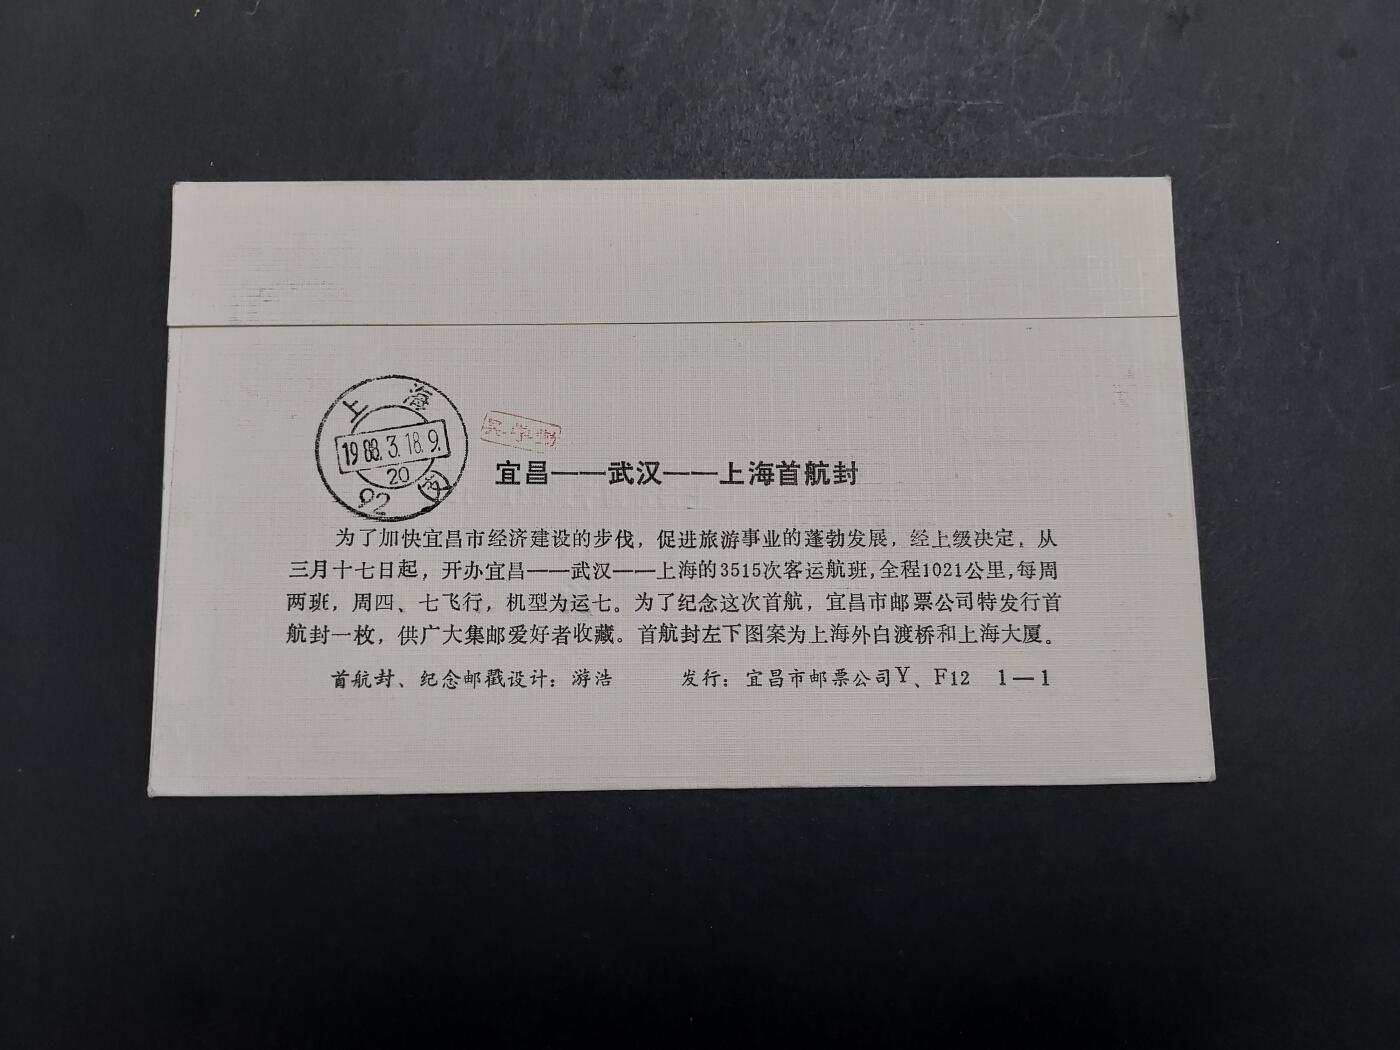 上海
1988.3.18.9.
20
宜昌——武汉——上海首航封
为了加快宜昌市经济建设的步伐，促进旅游事业的蓬勃发展，经上级决定。从
三月十七日起，开办宜昌——武汉——上海的3515次客运航班，全程1021公里，每周
两班，周四、七飞行，机型为运七。为了纪念这次首航，宜昌市邮票公司特发行首
航封一枚，供广大集邮爱好者收藏。首航封左下图案为上海外白渡桥和上海大厦。
首航封、纪念邮戳设计：游浩 发行：宜昌市邮票公司Y、F12 1—1